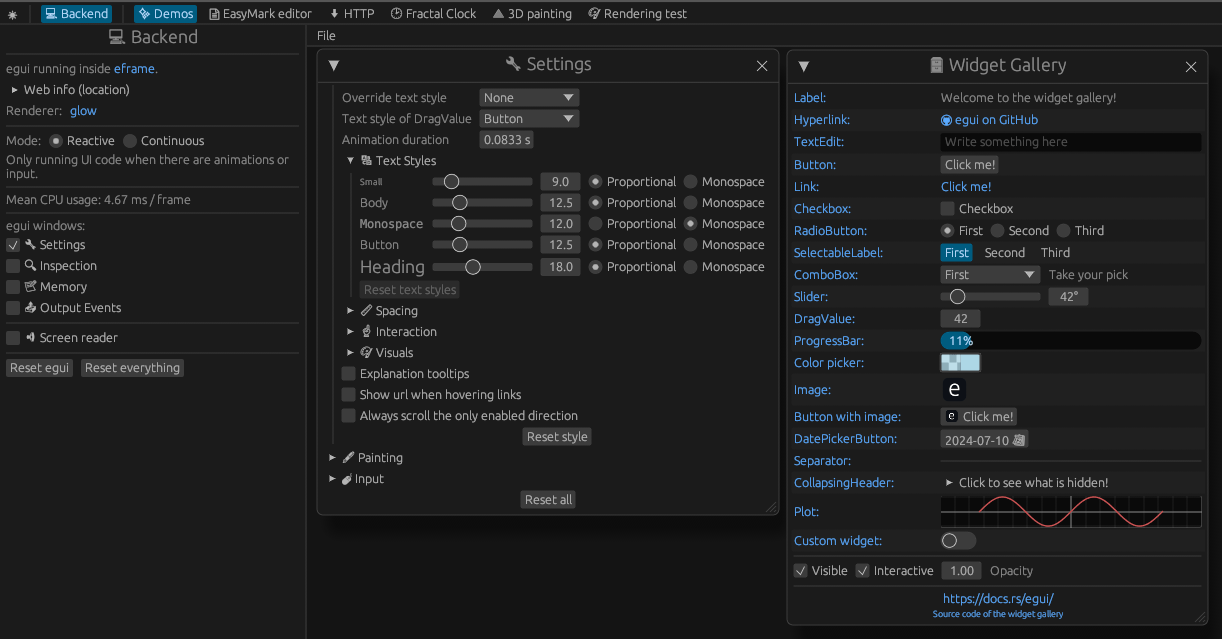 Backend Demos EasyMark editor HTTP Fractal Clock 3D painting Rendering test
Backend
egui running inside eframe.
Web info (location)
Renderer: glow
Mode: Reactive Continuous
Only running UI code when there are animations or
input.
Mean CPU usage: 4.67 ms / frame
egui windows:
Settings
Inspection
Memory
Output Events
Screen reader
Reset egui Reset everything
File
Settings
Override text style None
Text style of DragValue Button
Animation duration 0.0833 s
Text Styles
Small 9.0 Proportional Monospace
Body 12.5 Proportional Monospace
Monospace 12.0 Proportional Monospace
Button 12.5 Proportional Monospace
Heading 18.0 Proportional Monospace
Reset text styles
Spacing
Interaction
Visuals
Explanation tooltips
Show url when hovering links
Always scroll the only enabled direction
Reset style
Painting
Input
Reset all
Widget Gallery
Label: Welcome to the widget gallery!
Hyperlink: egui on GitHub
TextEdit: Write something here
Button: Click me!
Link: Click me!
Checkbox: Checkbox
RadioButton: First Second Third
SelectableLabel: First Second Third
ComboBox: First Take your pick
Slider: 42°
DragValue: 42
ProgressBar: 11%
Color picker:
Image: e
Button with image: e Click me!
DatePickerButton: 2024-07-10
Separator:
CollapsingHeader: Click to see what is hidden!
Plot:
Custom widget:
Visible Interactive 1.00 Opacity
https://docs.rs/egui/
Source code of the widget gallery